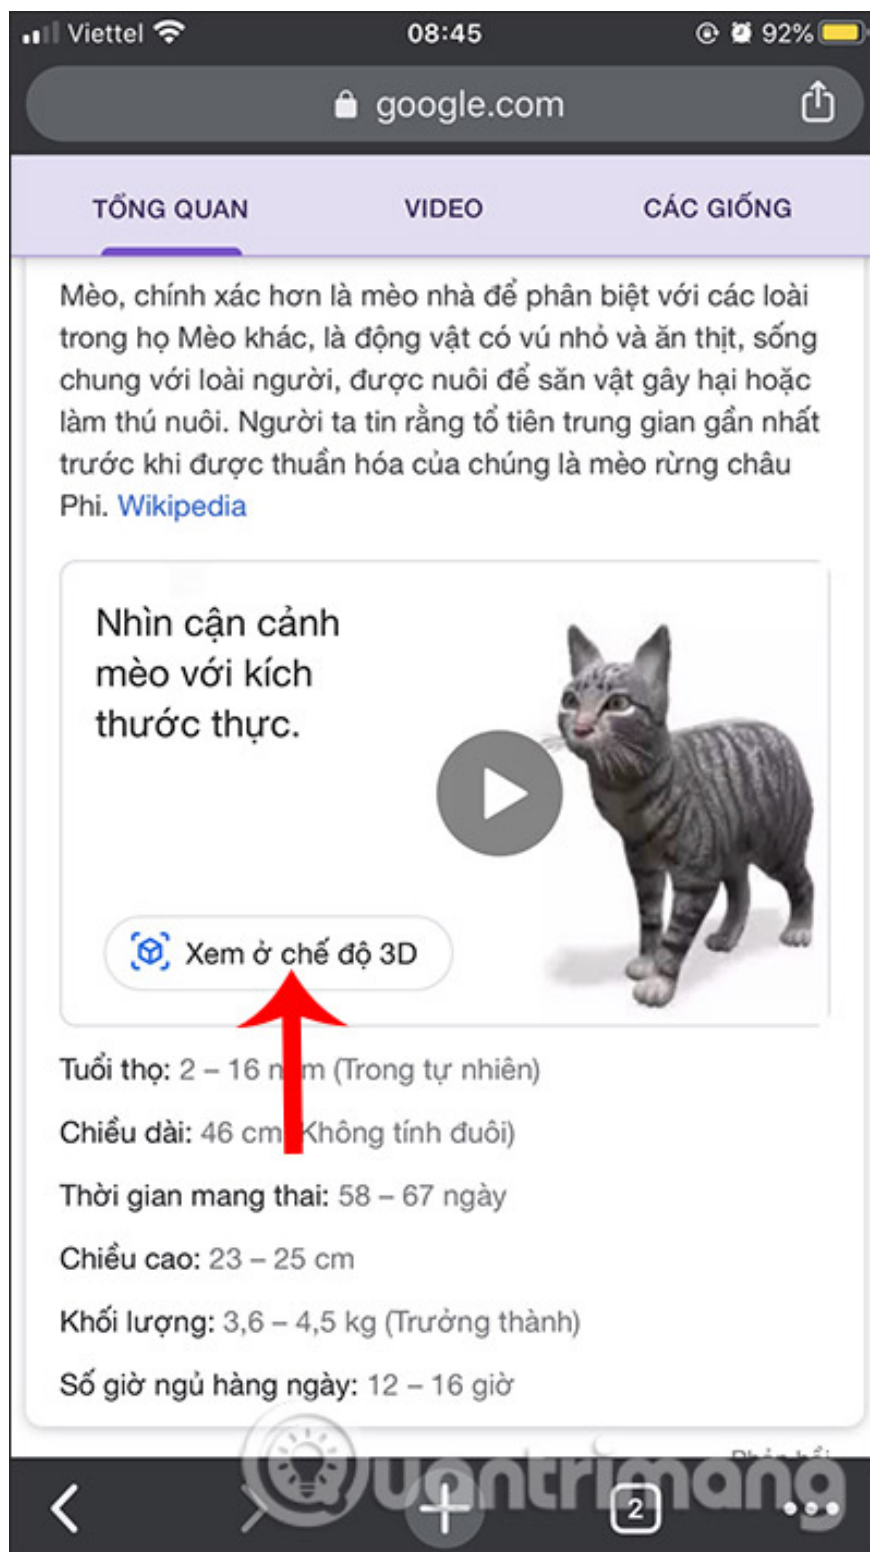 Viettel 08:45 92%
google.com
TỔNG QUAN VIDEO CÁC GIỐNG
Mèo, chính xác hơn là mèo nhà để phân biệt với các loài
trong họ Mèo khác, là động vật có vú nhỏ và ăn thịt, sống
chung với loài người, được nuôi để săn vật gây hại hoặc
làm thú nuôi. Người ta tin rằng tổ tiên trung gian gần nhất
trước khi được thuần hóa của chúng là mèo rừng châu
Phi. Wikipedia
Nhìn cận cảnh
mèo với kích
thước thực.
Xem ở chế độ 3D
Tuổi thọ: 2 – 16 năm (Trong tự nhiên)
Chiều dài: 46 cm (Không tính đuôi)
Thời gian mang thai: 58 – 67 ngày
Chiều cao: 23 – 25 cm
Khối lượng: 3,6 – 4,5 kg (Trưởng thành)
Số giờ ngủ hàng ngày: 12 – 16 giờ
Quantrimang
2